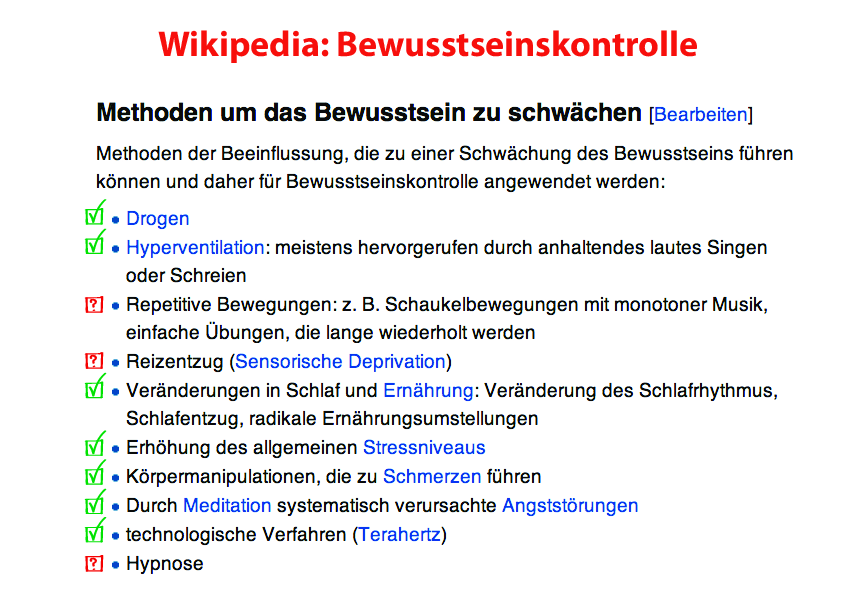 Wikipedia: Bewusstseinskontrolle
Methoden um das Bewusstsein zu schwächen [Bearbeiten]
Methoden der Beeinflussung, die zu einer Schwächung des Bewusstseins führen
können und daher für Bewusstseinskontrolle angewendet werden:
• Drogen
• Hyperventilation: meistens hervorgerufen durch anhaltendes lautes Singen
oder Schreien
? • Repetitive Bewegungen: z. B. Schaukelbewegungen mit monotoner Musik,
einfache Übungen, die lange wiederholt werden
? • Reizentzug (Sensorische Deprivation)
• Veränderungen in Schlaf und Ernährung: Veränderung des Schlafrhythmus,
Schlafentzug, radikale Ernährungsumstellungen
• Erhöhung des allgemeinen Stressniveaus
• Körpermanipulationen, die zu Schmerzen führen
• Durch Meditation systematisch verursachte Angststörungen
• technologische Verfahren (Terahertz)
? • Hypnose